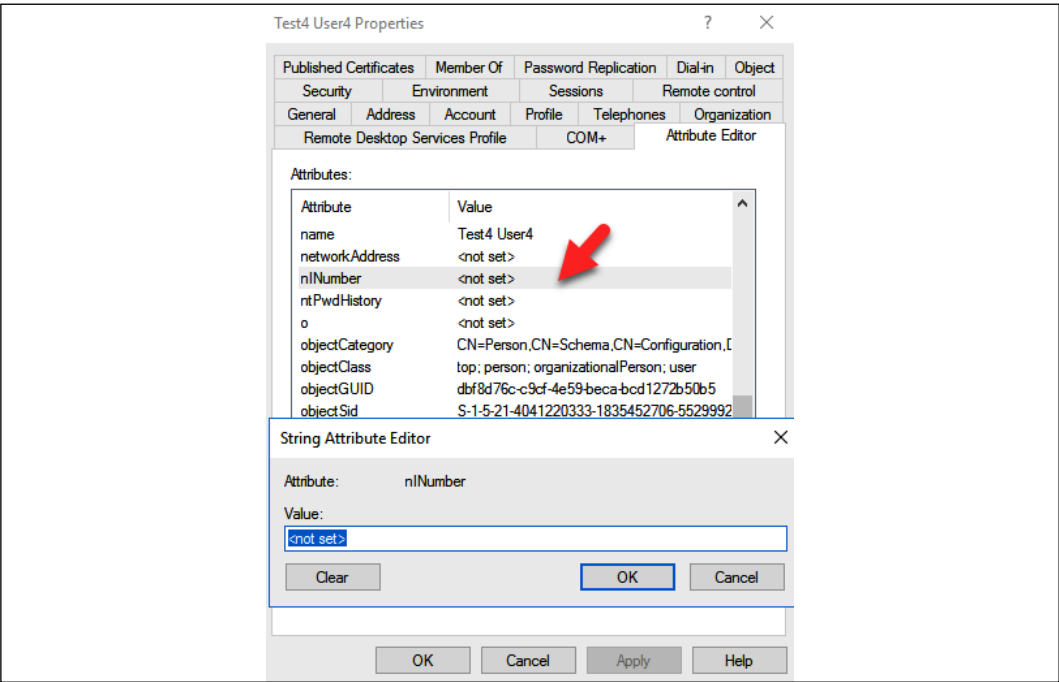 Test4 User4 Properties ? ×
Published Certificates Member Of Password Replication Dial-in Object
Security Environment Sessions Remote control
General Address Account Profile Telephones Organization
Remote Desktop Services Profile COM+ Attribute Editor
Attributes:
Attribute Value
name Test4 User4
networkAddress <not set>
nINumber <not set>
ntPwdHistory <not set>
o <not set>
objectCategory CN=Person,CN=Schema,CN=Configuration,D
objectClass top; person; organizationalPerson; user
objectGUID dbf8d76c-c9cf-4e59-beca-bcd1272b50b5
objectSid S-1-5-21-4041220333-1835452706-5529992
String Attribute Editor ×
Attribute: nINumber
Value:
<not set>
Clear OK Cancel
OK Cancel Apply Help